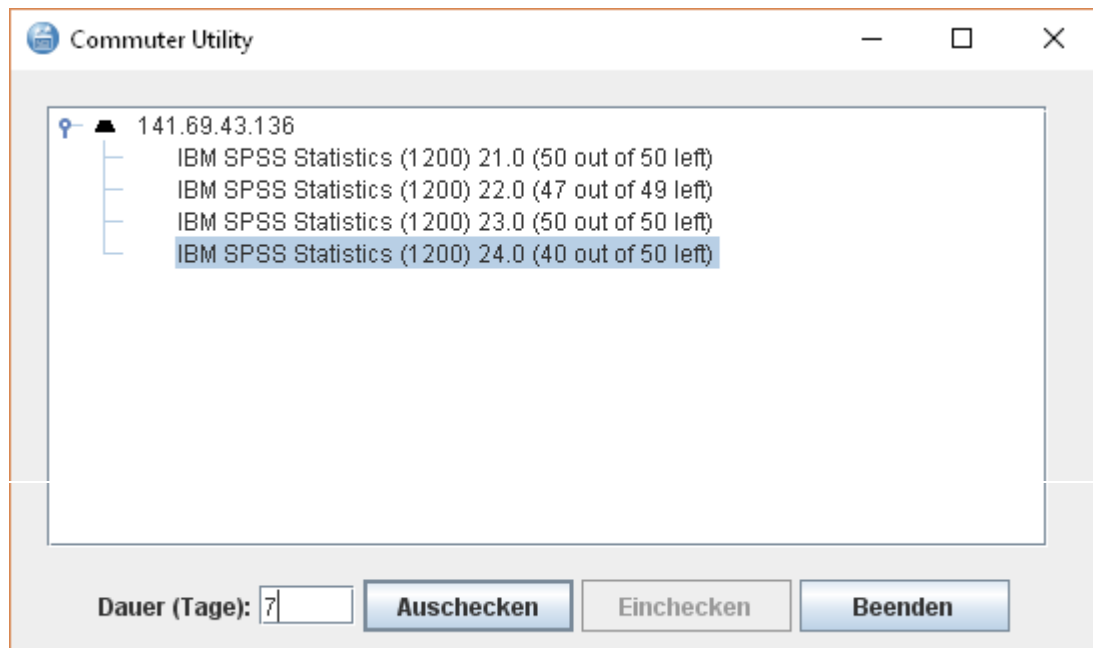 Commuter Utility
141.69.43.136
IBM SPSS Statistics (1200) 21.0 (50 out of 50 left)
IBM SPSS Statistics (1200) 22.0 (47 out of 49 left)
IBM SPSS Statistics (1200) 23.0 (50 out of 50 left)
IBM SPSS Statistics (1200) 24.0 (40 out of 50 left)
Dauer (Tage): 7 Auschecken Einchecken Beenden